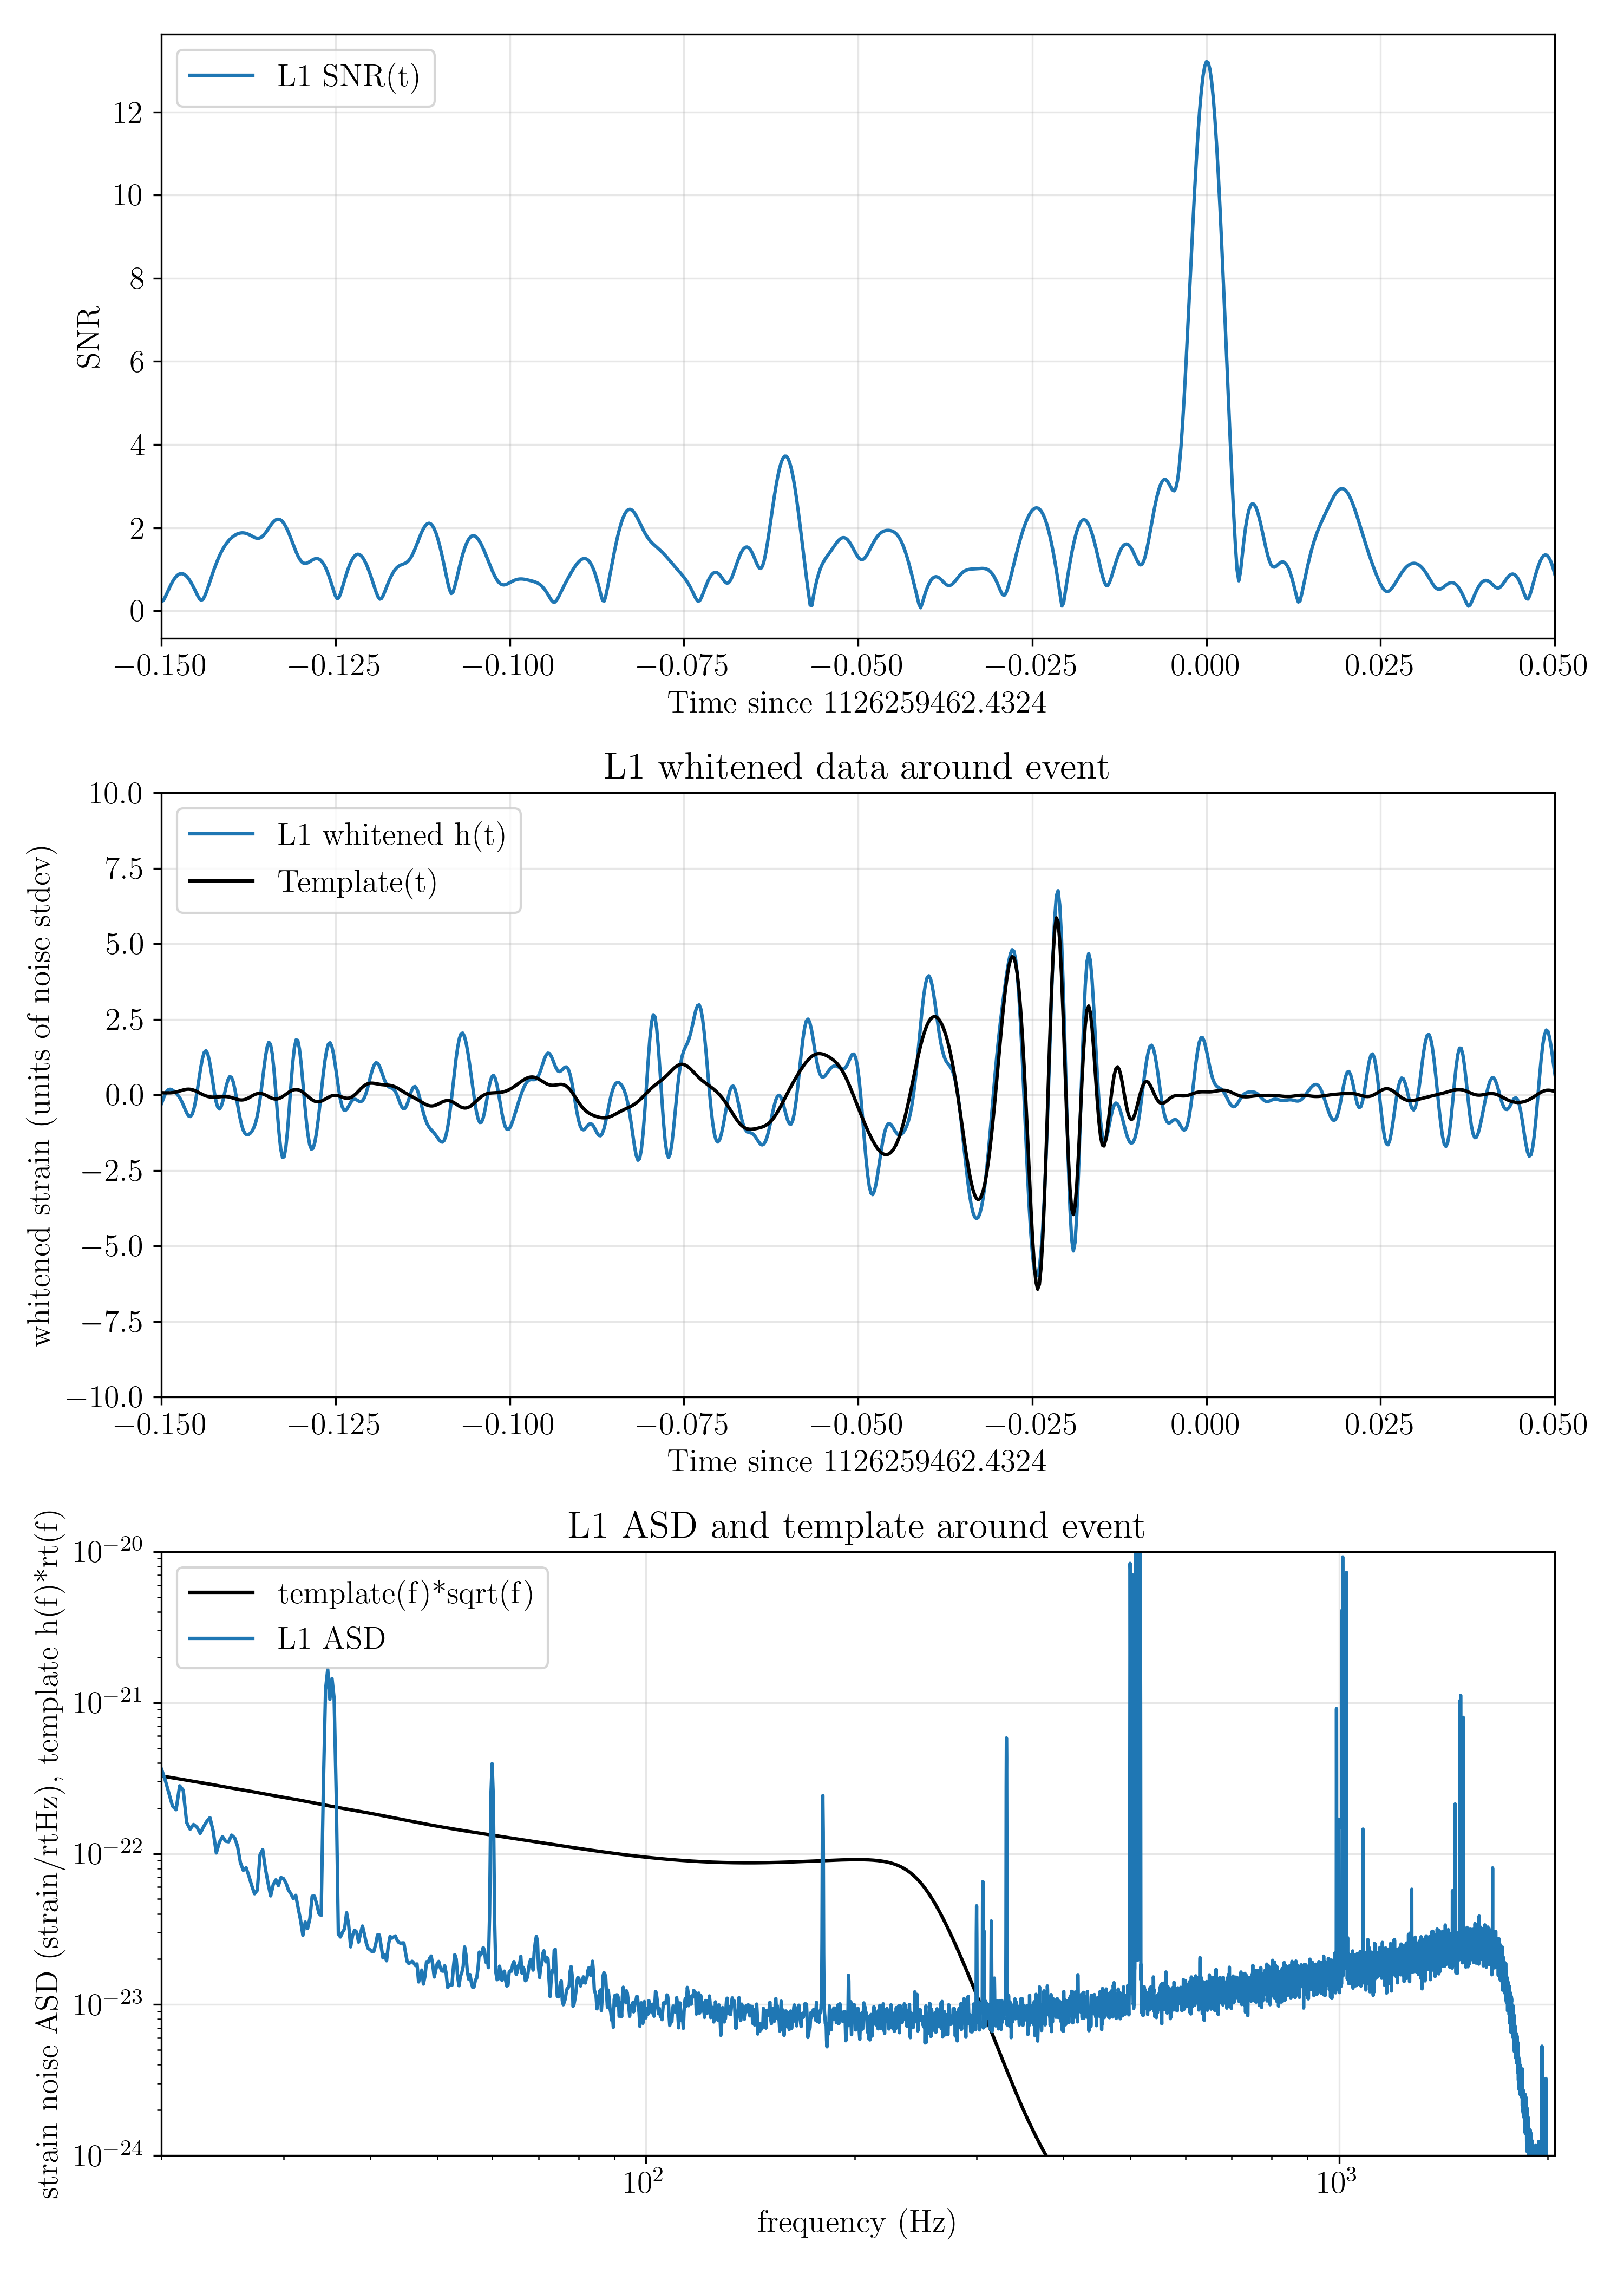 L1 SNR(t)
12
10
8
6
4
2
0
SNR
−0.150 −0.125 −0.100 −0.075 −0.050 −0.025 0.000 0.025 0.050
Time since 1126259462.4324
L1 whitened data around event
L1 whitened h(t)
Template(t)
10.0
7.5
5.0
2.5
0.0
−2.5
−5.0
−7.5
−10.0
whitened strain (units of noise stdev)
−0.150 −0.125 −0.100 −0.075 −0.050 −0.025 0.000 0.025 0.050
Time since 1126259462.4324
L1 ASD and template around event
template(f)*sqrt(f)
L1 ASD
10⁻²⁰
10⁻²¹
10⁻²²
10⁻²³
10⁻²⁴
strain noise ASD (strain/rtHz), template h(f)*rt(f)
10² 10³
frequency (Hz)